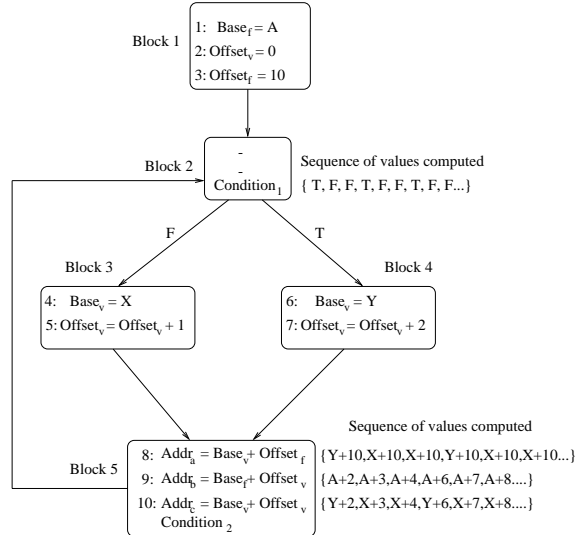 Block 1
1: Base_f = A
2: Offset_v = 0
3: Offset_f = 10
Block 2
-
-
Condition_1
Sequence of values computed
{ T, F, F, T, F, F, T, F, F...}
F
T
Block 3
4: Base_v = X
5: Offset_v = Offset_v + 1
Block 4
6: Base_v = Y
7: Offset_v = Offset_v + 2
Sequence of values computed
Block 5
8: Addr_a = Base_v + Offset_f {Y+10,X+10,X+10,Y+10,X+10,X+10...}
9: Addr_b = Base_f + Offset_v {A+2,A+3,A+4,A+6,A+7,A+8....}
10: Addr_c = Base_v + Offset_v {Y+2,X+3,X+4,Y+6,X+7,X+8....}
Condition_2